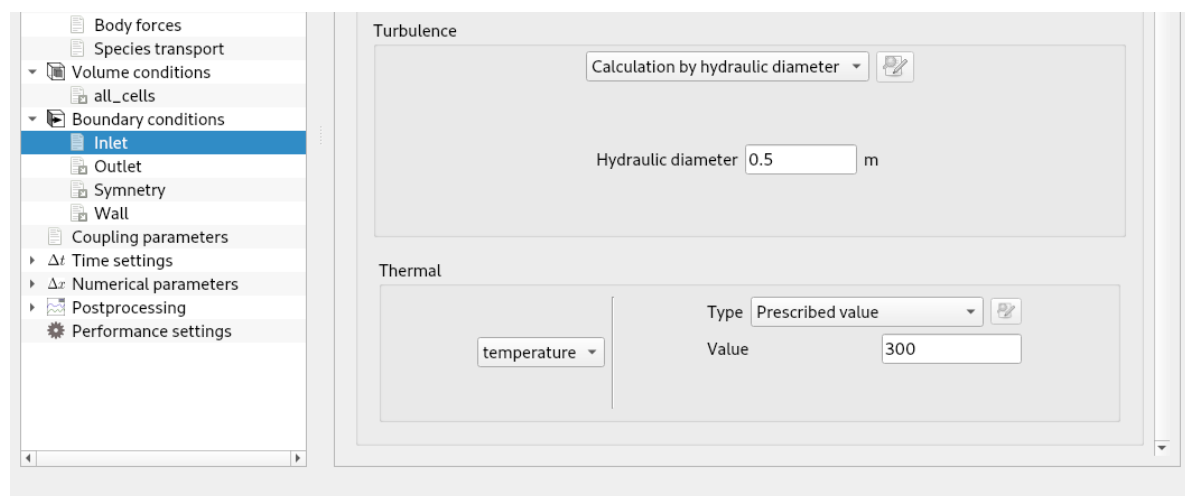 Body forces
Species transport
Volume conditions
all_cells
Boundary conditions
Inlet
Outlet
Symnetry
Wall
Coupling parameters
Δt Time settings
Δx Numerical parameters
Postprocessing
Performance settings
Turbulence
Calculation by hydraulic diameter
Hydraulic diameter 0.5 m
Thermal
temperature
Type Prescribed value
Value 300